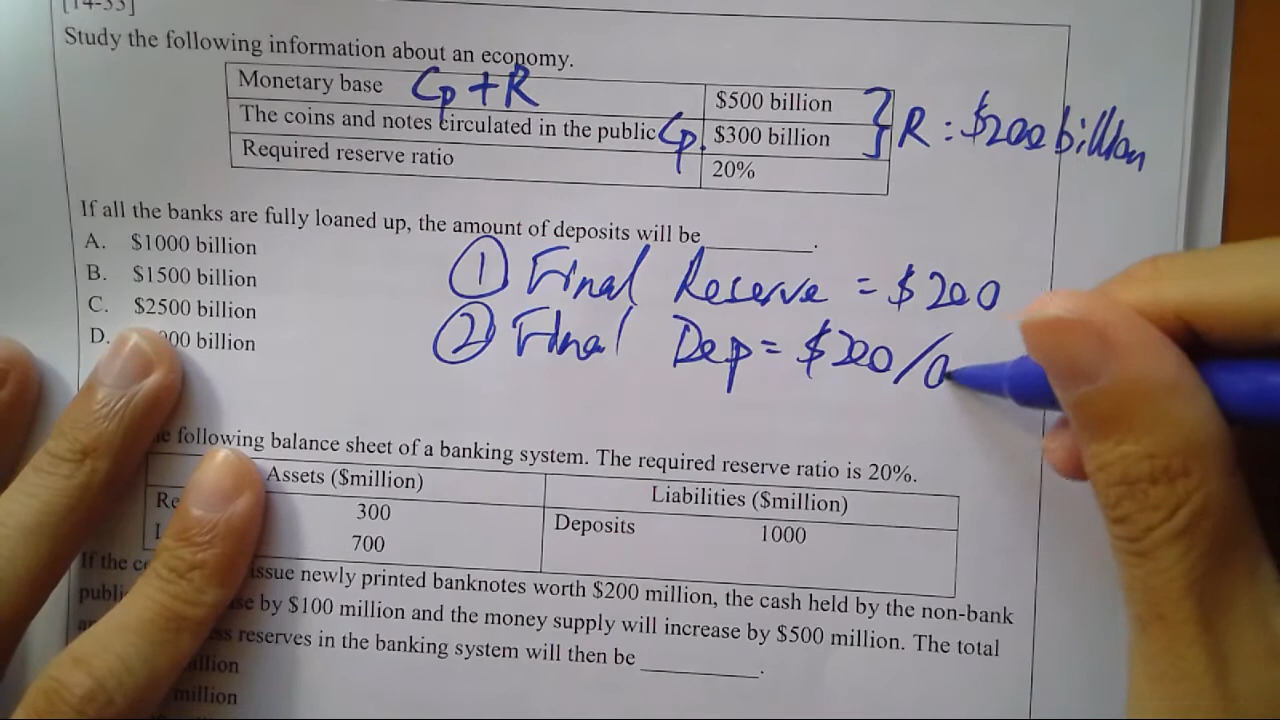 [14-33]
Study the following information about an economy.
Monetary base Cp + R $500 billion
The coins and notes circulated in the public Cp $300 billion
Required reserve ratio 20%
R = $200 billion
If all the banks are fully loaned up, the amount of deposits will be ________.
A. $1000 billion
B. $1500 billion
C. $2500 billion
D. 00 billion
① Final Reserve = $200
② Final Dep = $200/0
following balance sheet of a banking system. The required reserve ratio is 20%.
Assets ($million) Liabilities ($million)
Re 300 Deposits 1000
700
If the issue newly printed banknotes worth $200 million, the cash held by the non-bank
by $100 million and the money supply will increase by $500 million. The total
reserves in the banking system will then be ________.
million